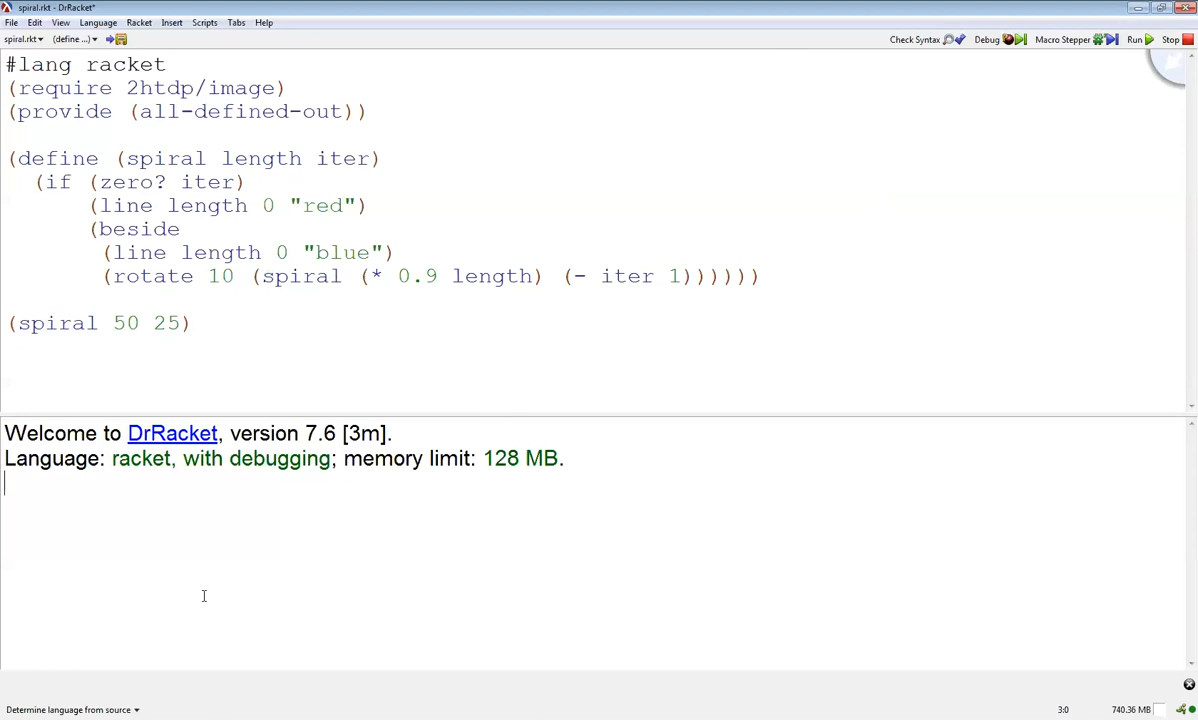 spiral.rkt - DrRacket*
File Edit View Language Racket Insert Scripts Tabs Help
spiral.rkt▾ (define ...)▾ Check Syntax Debug Macro Stepper Run Stop
#lang racket
(require 2htdp/image)
(provide (all-defined-out))
(define (spiral length iter)
(if (zero? iter)
(line length 0 "red")
(beside
(line length 0 "blue")
(rotate 10 (spiral (* 0.9 length) (- iter 1))))))
(spiral 50 25)
Welcome to DrRacket, version 7.6 [3m].
Language: racket, with debugging; memory limit: 128 MB.
Determine language from source▾ 3:0 740.36 MB